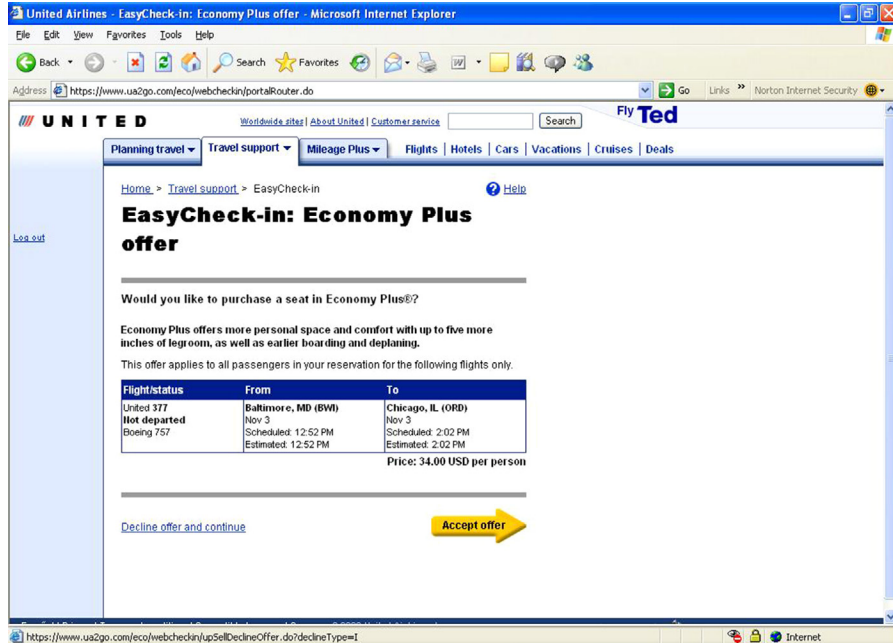 United Airlines - EasyCheck-in: Economy Plus offer - Microsoft Internet Explorer
File Edit View Favorites Tools Help
Back Search Favorites
Address https://www.ua2go.com/eco/webcheckin/portalRouter.do Go Links » Norton Internet Security
UNITED Worldwide sites | About United | Customer service Search Fly Ted
Planning travel Travel support Mileage Plus Flights | Hotels | Cars | Vacations | Cruises | Deals
Home > Travel support > EasyCheck-in Help
EasyCheck-in: Economy Plus
offer
Log out
Would you like to purchase a seat in Economy Plus®?
Economy Plus offers more personal space and comfort with up to five more
inches of legroom, as well as earlier boarding and deplaning.
This offer applies to all passengers in your reservation for the following flights only.
Flight/status From To
United 377 Baltimore, MD (BWI) Chicago, IL (ORD)
Not departed Nov 3 Nov 3
Boeing 757 Scheduled: 12:52 PM Scheduled: 2:02 PM
Estimated: 12:52 PM Estimated: 2:02 PM
Price: 34.00 USD per person
Decline offer and continue Accept offer
https://www.ua2go.com/eco/webcheckin/upSellDeclineOffer.do?declineType=I Internet